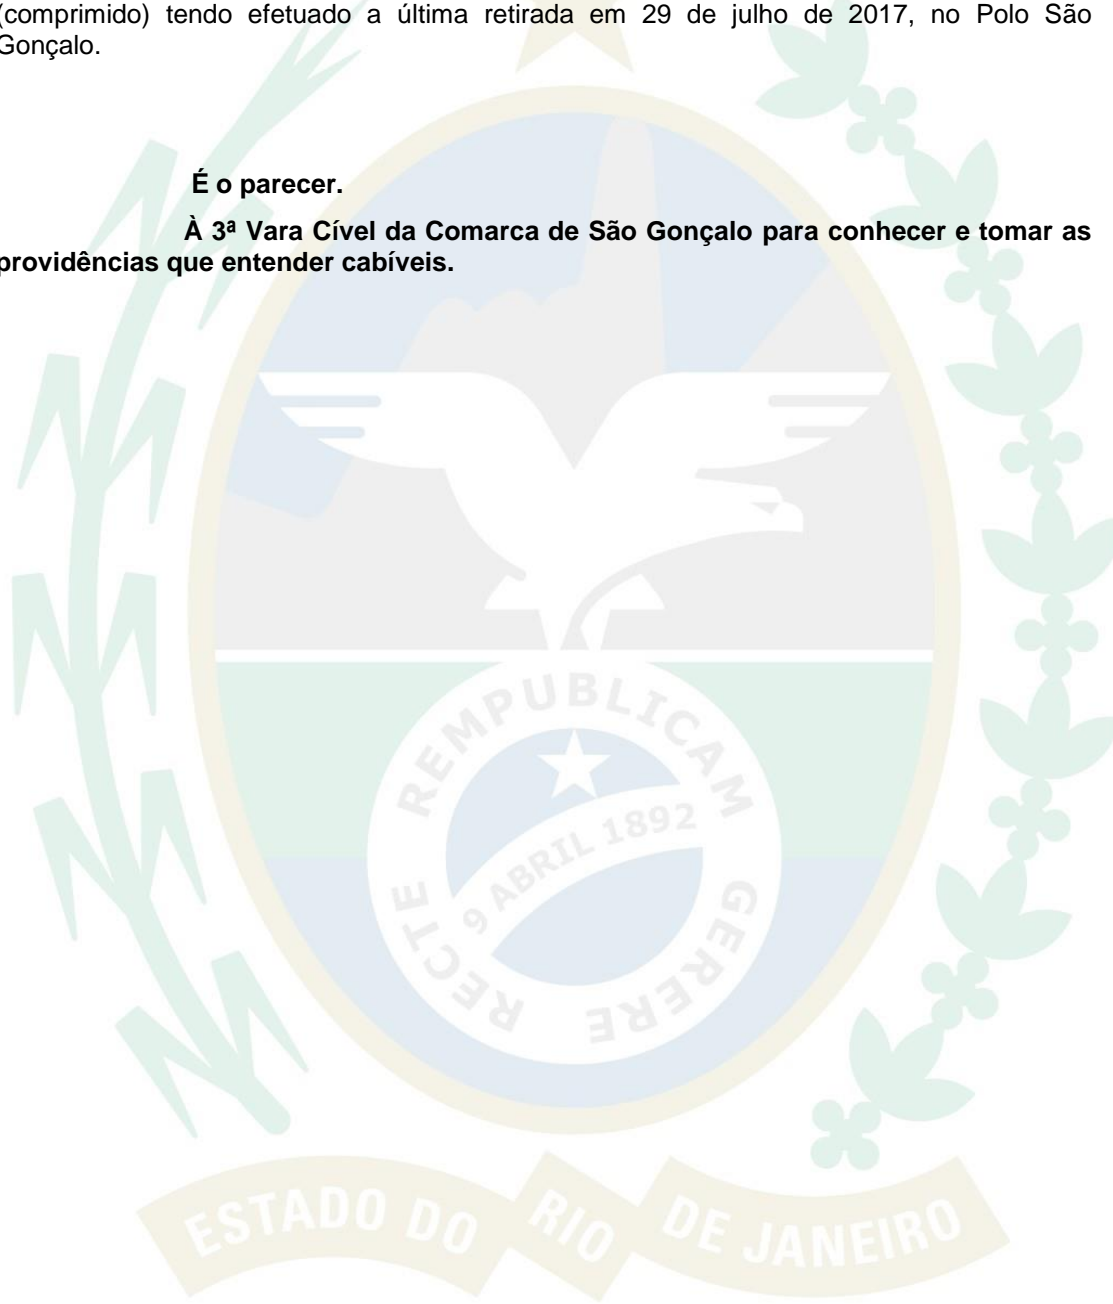 (comprimido) tendo efetuado a última retirada em 29 de julho de 2017, no Polo São
Gonçalo.
É o parecer.
À 3ª Vara Cível da Comarca de São Gonçalo para conhecer e tomar as
providências que entender cabíveis.
RECTE REMPUBLICAM GERERE
9 ABRIL 1892
ESTADO DO RIO DE JANEIRO